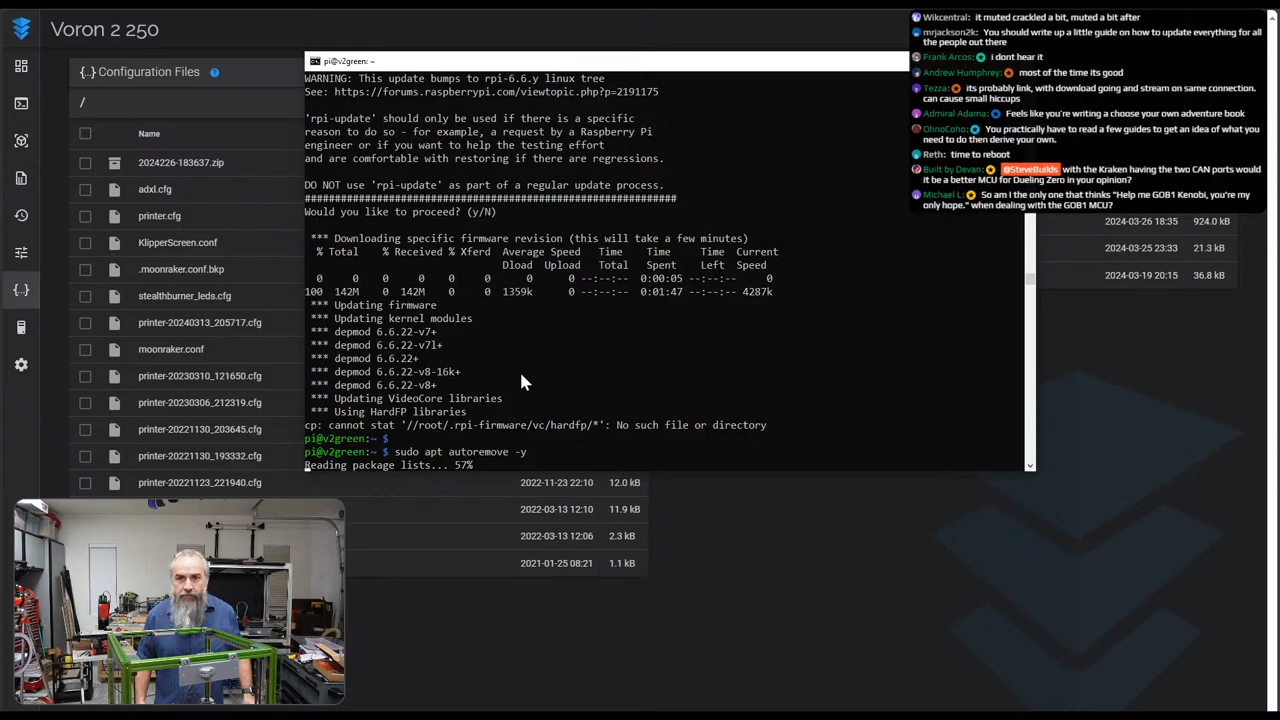 Voron 2 250
{..} Configuration Files ?
/
Name
2024226-183637.zip
adxl.cfg
printer.cfg
KlipperScreen.conf
.moonraker.conf.bkp
stealthburner_leds.cfg
printer-20240313_205717.cfg
moonraker.conf
printer-20230310_121650.cfg
printer-20230306_212319.cfg
printer-20221130_203645.cfg
printer-20221130_193332.cfg
printer-20221123_221940.cfg
pi@v2green: ~
WARNING: This update bumps to rpi-6.6.y linux tree
See: https://forums.raspberrypi.com/viewtopic.php?p=2191175
'rpi-update' should only be used if there is a specific
reason to do so - for example, a request by a Raspberry Pi
engineer or if you want to help the testing effort
and are comfortable with restoring if there are regressions.
DO NOT use 'rpi-update' as part of a regular update process.
##############################################################
Would you like to proceed? (y/N)
*** Downloading specific firmware revision (this will take a few minutes)
% Total % Received % Xferd Average Speed Time Time Time Current
Dload Upload Total Spent Left Speed
0 0 0 0 0 0 0 0 --:--:-- 0:00:05 --:--:-- 0
100 142M 0 142M 0 0 1359k 0 --:--:-- 0:01:47 --:--:-- 4287k
*** Updating firmware
*** Updating kernel modules
*** depmod 6.6.22-v7+
*** depmod 6.6.22-v7l+
*** depmod 6.6.22+
*** depmod 6.6.22-v8-16k+
*** depmod 6.6.22-v8+
*** Updating VideoCore libraries
*** Using HardFP libraries
cp: cannot stat '//root/.rpi-firmware/vc/hardfp/*': No such file or directory
pi@v2green:~ $
pi@v2green:~ $ sudo apt autoremove -y
Reading package lists... 57%
2022-11-23 22:10 12.0 kB
2022-03-13 12:10 11.9 kB
2022-03-13 12:06 2.3 kB
2021-01-25 08:21 1.1 kB
Wikcentral: it muted crackled a bit, muted a bit after
mrjackson2k: You should write up a little guide on how to update everything for all
the people out there
Frank Arcos: i dont hear it
Andrew Humphrey: most of the time its good
Tezza: its probably link, with download going and stream on same connection.
can cause small hiccups
Admiral Adama: Feels like you're writing a choose your own adventure book
OhnoCoho: You practically have to read a few guides to get an idea of what you
need to do then derive your own.
Reth: time to reboot
Built by Devan: @SteveBuilds with the Kraken having the two CAN ports would
it be a better MCU for Dueling Zero in your opinion?
Michael L: So am I the only one that thinks "Help me GOB1 Kenobi, you're my
only hope." when dealing with the GOB1 MCU?
2024-03-26 18:35 924.0 kB
2024-03-25 23:33 21.3 kB
2024-03-19 20:15 36.8 kB